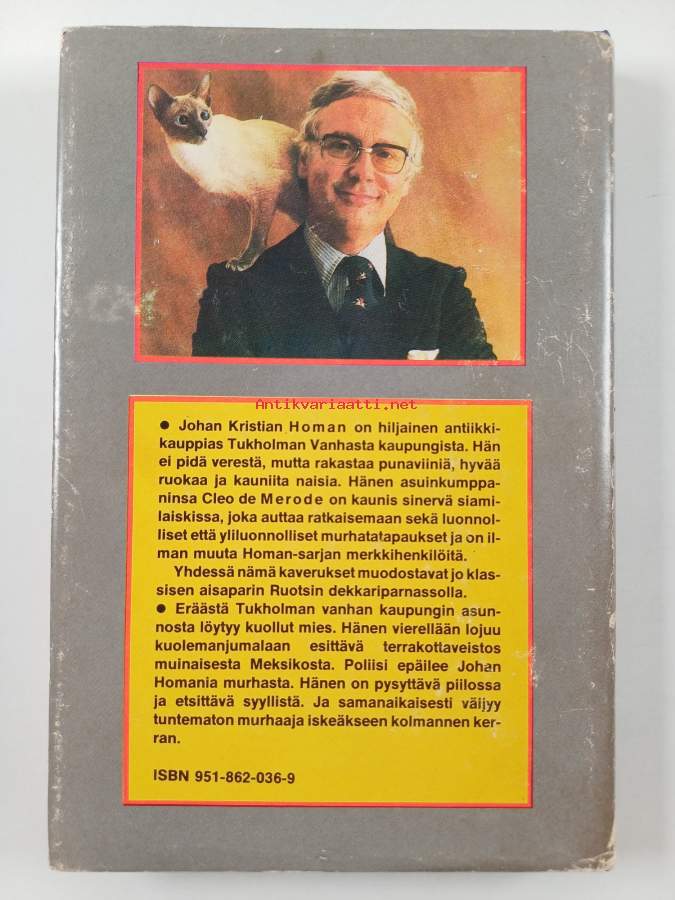 Antikvariaatti.net
● Johan Kristian Homan on hiljainen antiikki-
kauppias Tukholman Vanhasta kaupungista. Hän
ei pidä verestä, mutta rakastaa punaviiniä, hyvää
ruokaa ja kauniita naisia. Hänen asuinkumppa-
ninsa Cleo de Merode on kaunis sinervä siami-
laiskissa, joka auttaa ratkaisemaan sekä luonnol-
liset että yliluonnolliset murhatatapaukset ja on il-
man muuta Homan-sarjan merkkihenkilöitä.
Yhdessä nämä kaverukset muodostavat jo klas-
sisen aisaparin Ruotsin dekkariparnassolla.
● Eräästä Tukholman vanhan kaupungin asun-
nosta löytyy kuollut mies. Hänen vierellään lojuu
kuolemanjumalaan esittävä terrakottaveistos
muinaisesta Meksikosta. Poliisi epäilee Johan
Homania murhasta. Hänen on pysyttävä piilossa
ja etsittävä syyllistä. Ja samanaikaisesti väijyy
tuntematon murhaaja iskeäkseen kolmannen ker-
ran.
ISBN 951-862-036-9